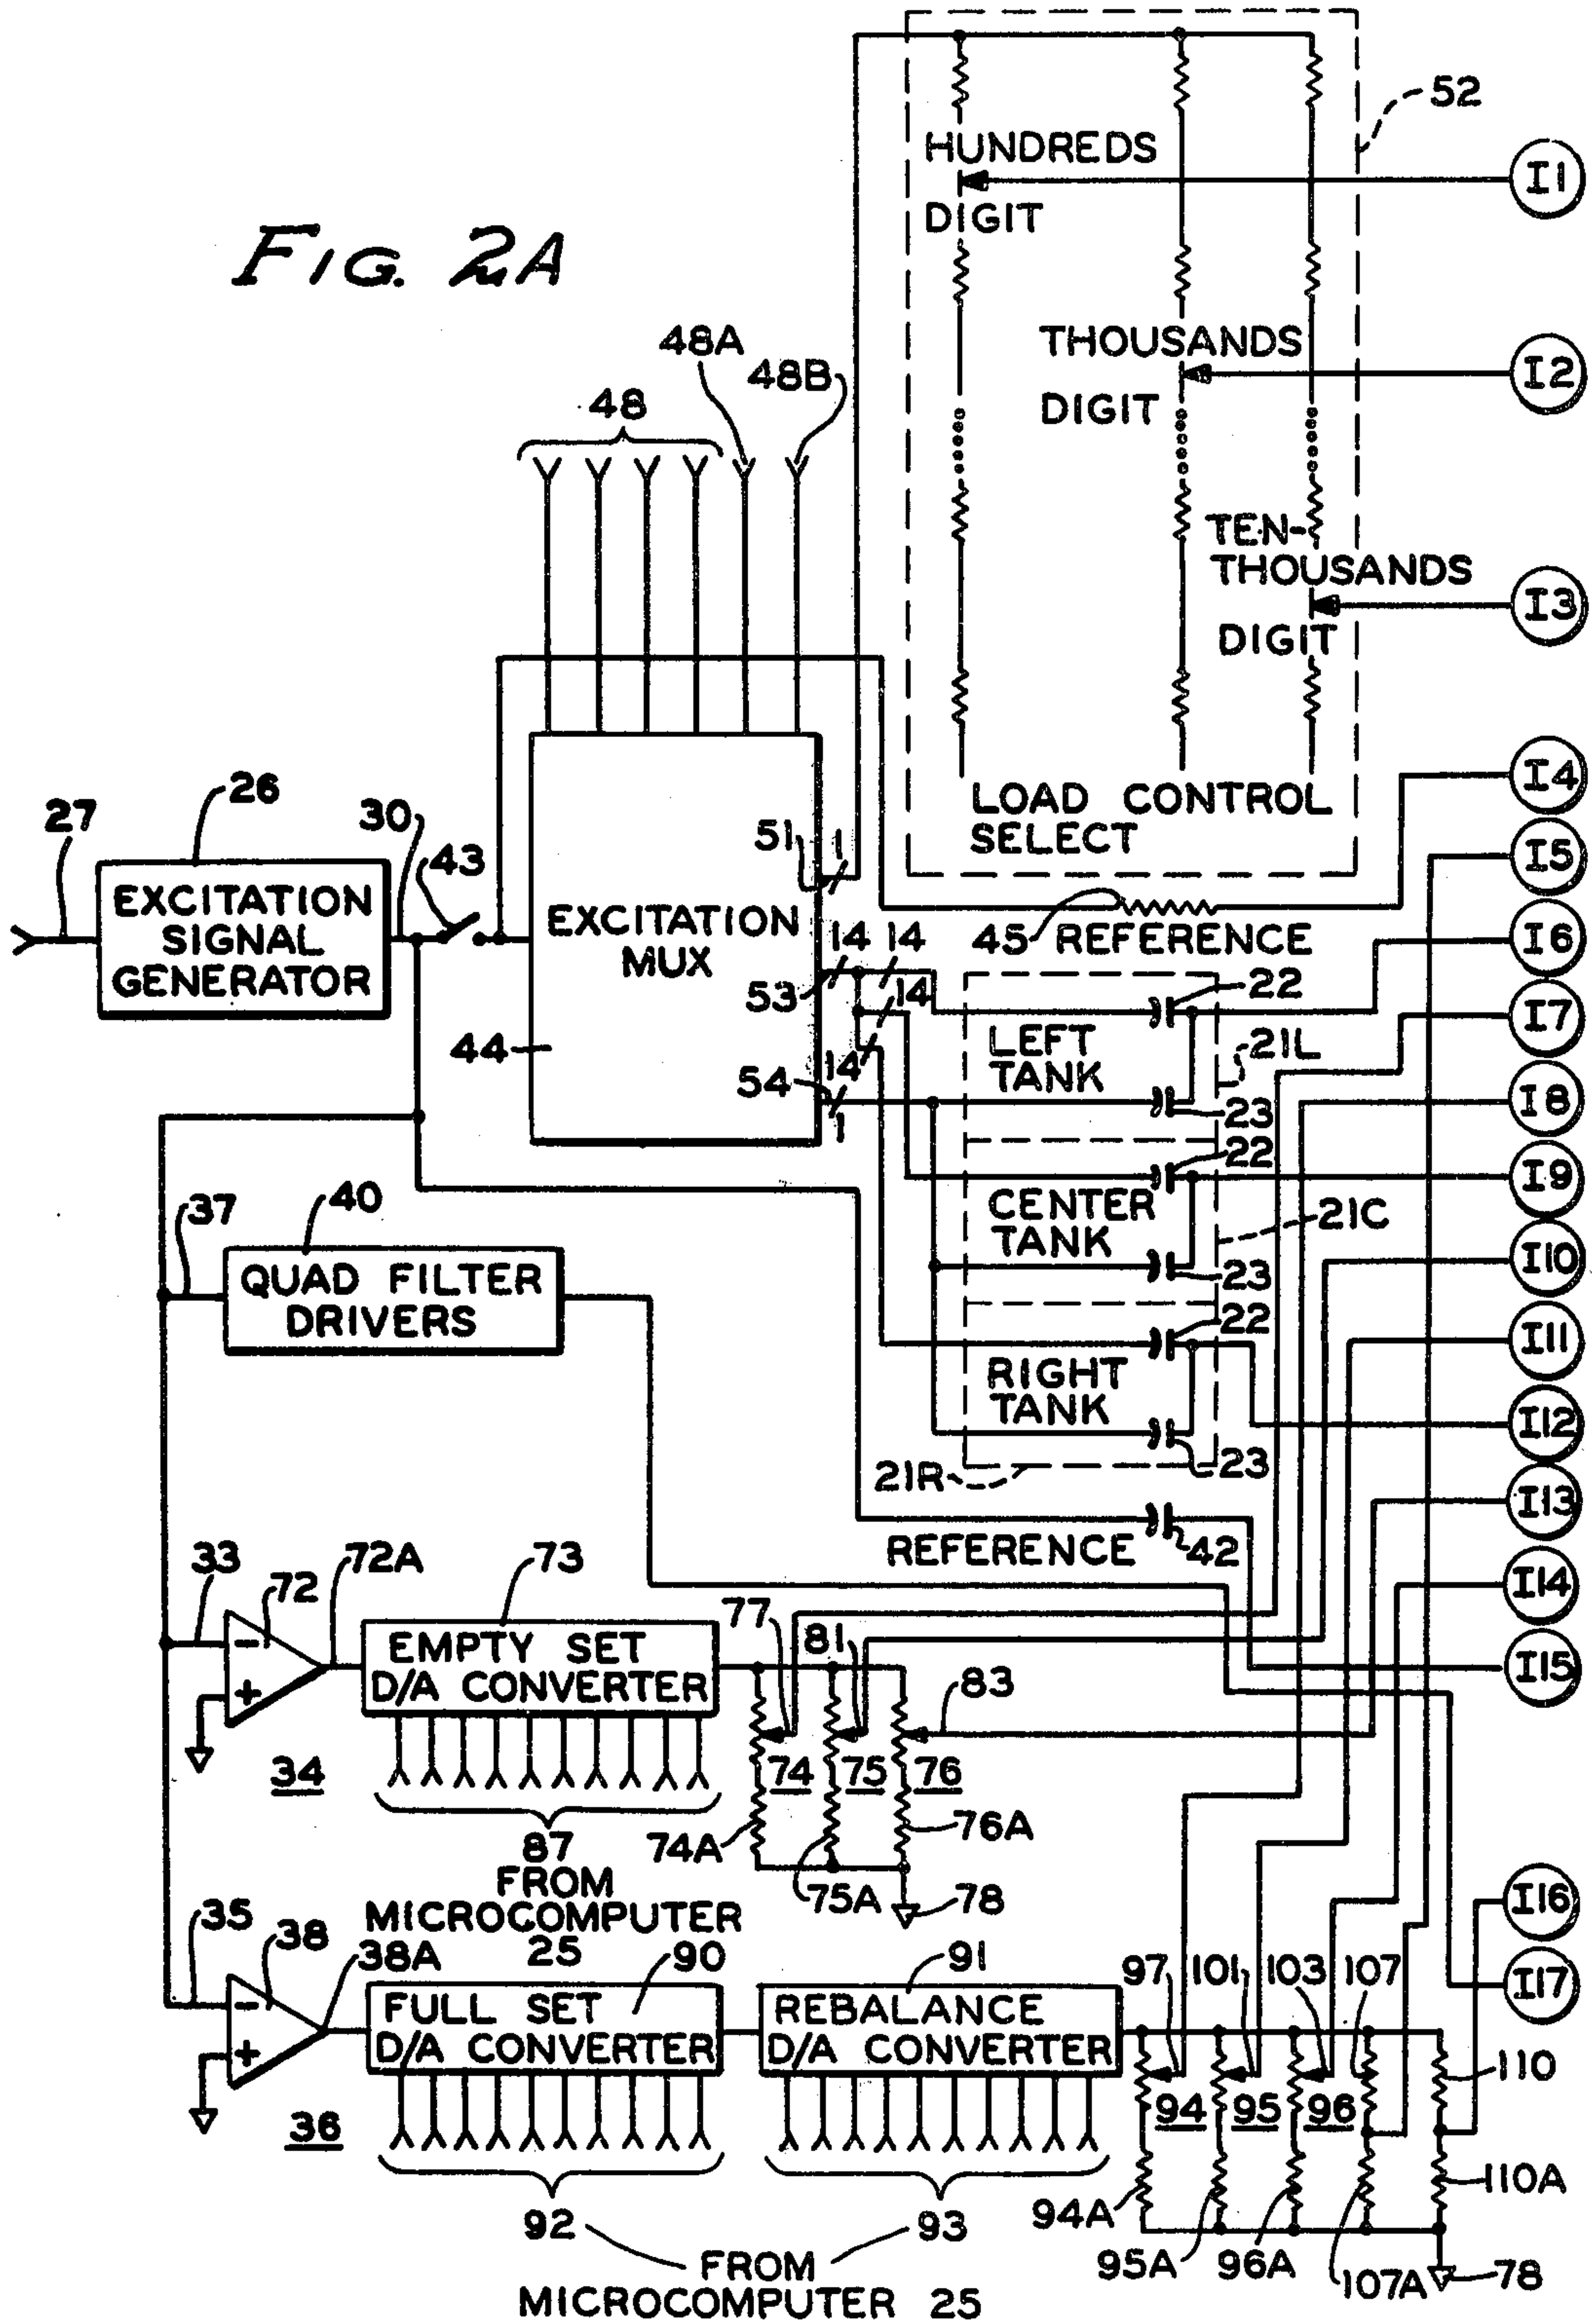 FIG. 2A
52
HUNDREDS
DIGIT
I1
THOUSANDS
DIGIT
I2
TEN-
THOUSANDS
DIGIT
I3
48
48A
48B
LOAD CONTROL
SELECT
I4
27
26
30
43
EXCITATION
SIGNAL
GENERATOR
EXCITATION
MUX
44
51
1
45
REFERENCE
I5
53
14
14
14
14
54
1
I6
22
LEFT
TANK
21L
23
I7
I8
22
CENTER
TANK
21C
23
I9
I10
22
RIGHT
TANK
21R
23
I11
I12
37
40
QUAD FILTER
DRIVERS
REFERENCE
42
I13
I14
I15
33
72
72A
73
-
+
EMPTY SET
D/A CONVERTER
77
81
83
34
74
75
76
87
FROM
MICROCOMPUTER
25
74A
75A
76A
78
I16
I17
35
38
38A
90
91
-
+
FULL SET
D/A CONVERTER
REBALANCE
D/A CONVERTER
97
101
103
107
110
36
94
95
96
92
93
FROM
MICROCOMPUTER 25
94A
95A
96A
107A
110A
78